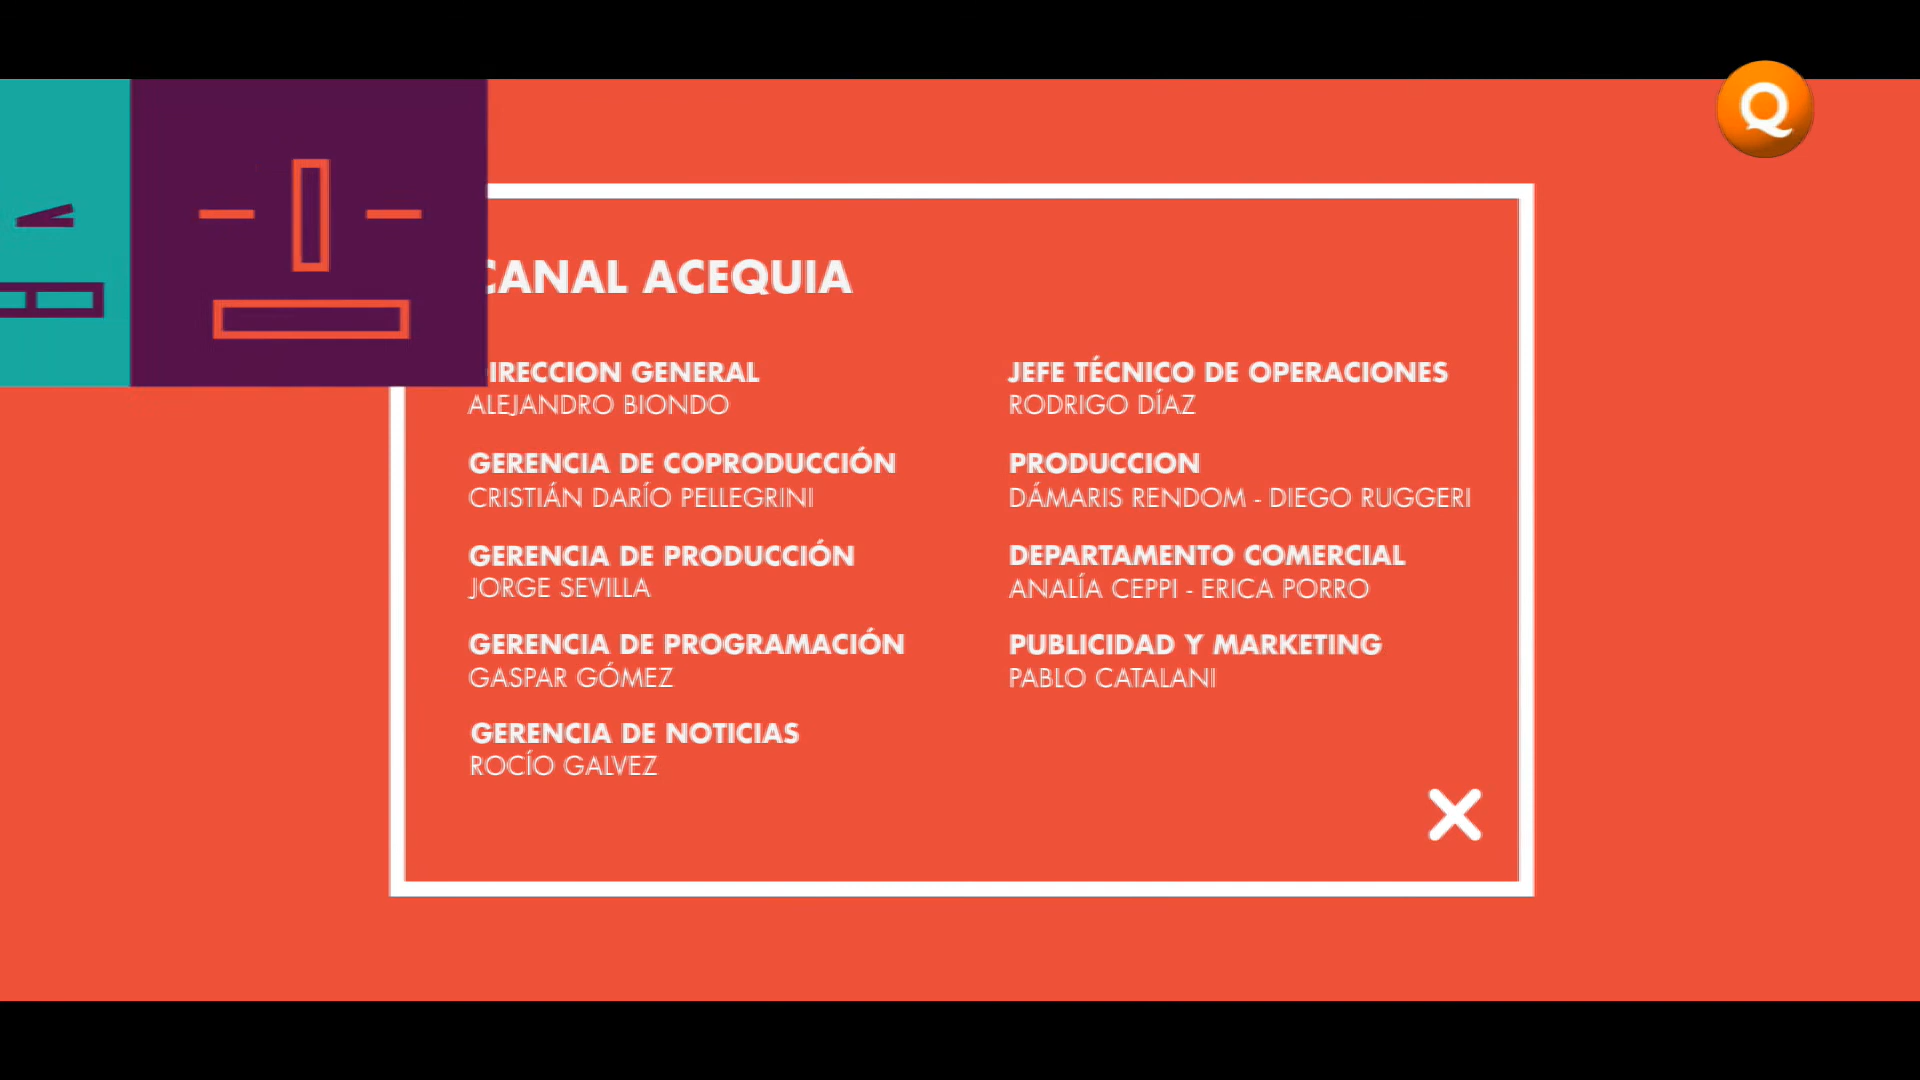 Q
CANAL ACEQUIA
DIRECCION GENERAL
ALEJANDRO BIONDO
GERENCIA DE COPRODUCCIÓN
CRISTIÁN DARÍO PELLEGRINI
GERENCIA DE PRODUCCIÓN
JORGE SEVILLA
GERENCIA DE PROGRAMACIÓN
GASPAR GÓMEZ
GERENCIA DE NOTICIAS
ROCÍO GALVEZ
JEFE TÉCNICO DE OPERACIONES
RODRIGO DÍAZ
PRODUCCION
DÁMARIS RENDOM - DIEGO RUGGERI
DEPARTAMENTO COMERCIAL
ANALÍA CEPPI - ERICA PORRO
PUBLICIDAD Y MARKETING
PABLO CATALANI